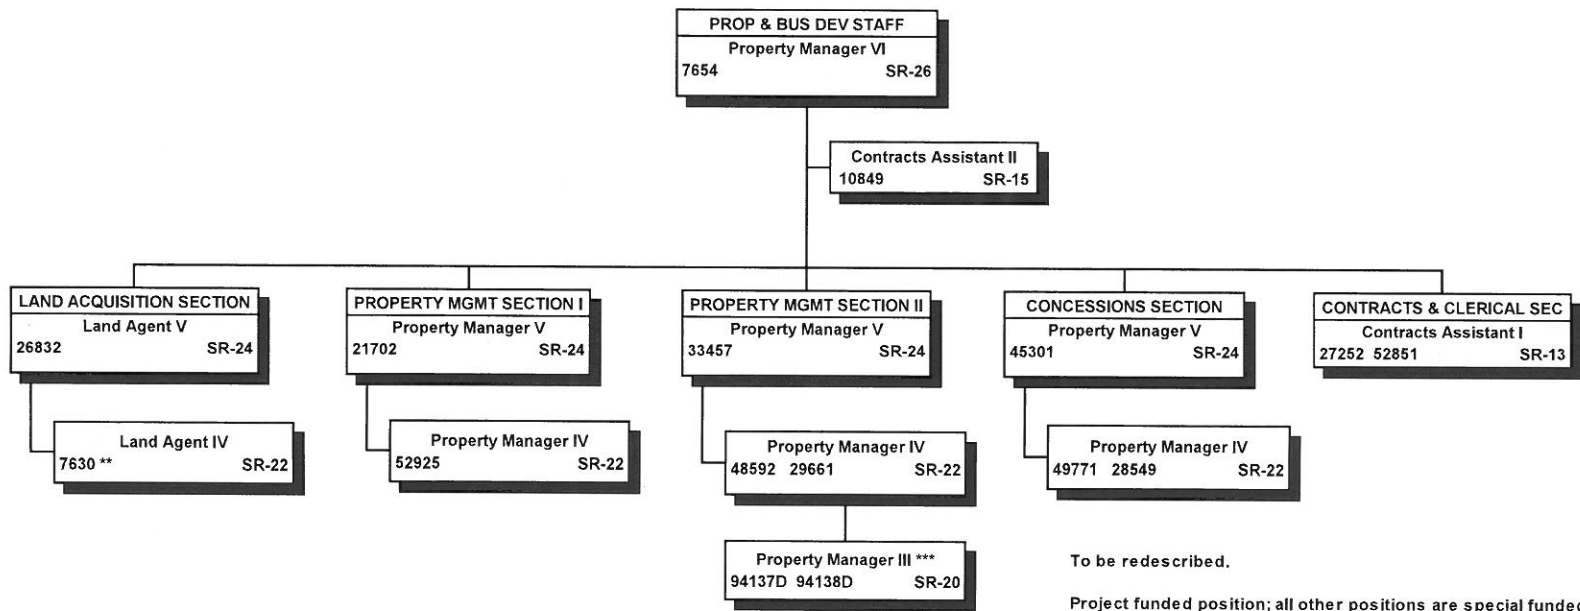 PROP & BUS DEV STAFF
Property Manager VI
7654 SR-26
Contracts Assistant II
10849 SR-15
LAND ACQUISITION SECTION
Land Agent V
26832 SR-24
PROPERTY MGMT SECTION I
Property Manager V
21702 SR-24
PROPERTY MGMT SECTION II
Property Manager V
33457 SR-24
CONCESSIONS SECTION
Property Manager V
45301 SR-24
CONTRACTS & CLERICAL SEC
Contracts Assistant I
27252 52851 SR-13
Land Agent IV
7630 ** SR-22
Property Manager IV
52925 SR-22
Property Manager IV
48592 29661 SR-22
Property Manager IV
49771 28549 SR-22
Property Manager III ***
94137D 94138D SR-20
To be redescribed.
Project funded position; all other positions are special funded